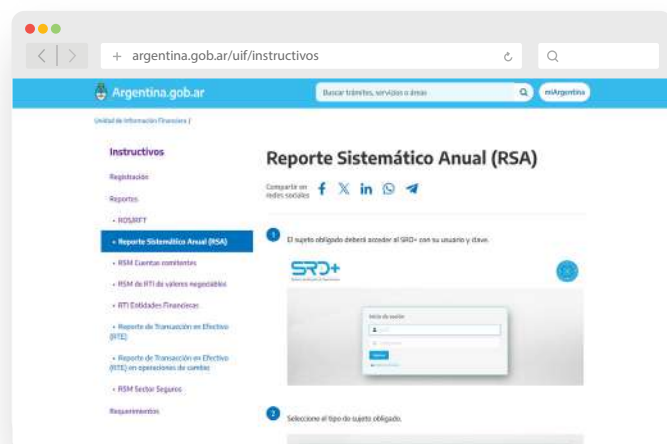 argentina.gob.ar/uif/instructivos
Argentina.gob.ar
Buscar trámites, servicios o áreas
miArgentina
Unidad de Información Financiera /
Instructivos
Registración
Reportes
• ROS/RFT
• Reporte Sistemático Anual (RSA)
• RSM Cuentas comitentes
• RSM de RTI de valores negociables
• RTI Entidades Financieras
• Reporte de Transacción en Efectivo
(RTE)
• Reporte de Transacción en Efectivo
(RTE) en operaciones de cambio
• RSM Sector Seguros
Requerimientos
Reporte Sistemático Anual (RSA)
Compartir en
redes sociales
1 El sujeto obligado deberá acceder al SRO+ con su usuario y clave.
SRO+
Inicio de sesión
2 Seleccione el tipo de sujeto obligado.